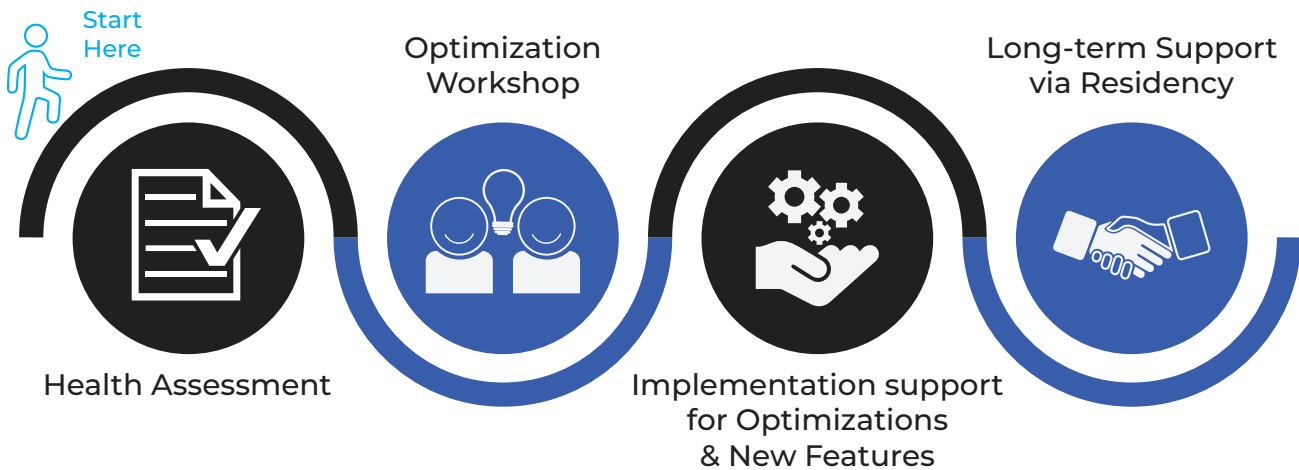 Start
Here
Health Assessment
Optimization
Workshop
Implementation support
for Optimizations
& New Features
Long-term Support
via Residency